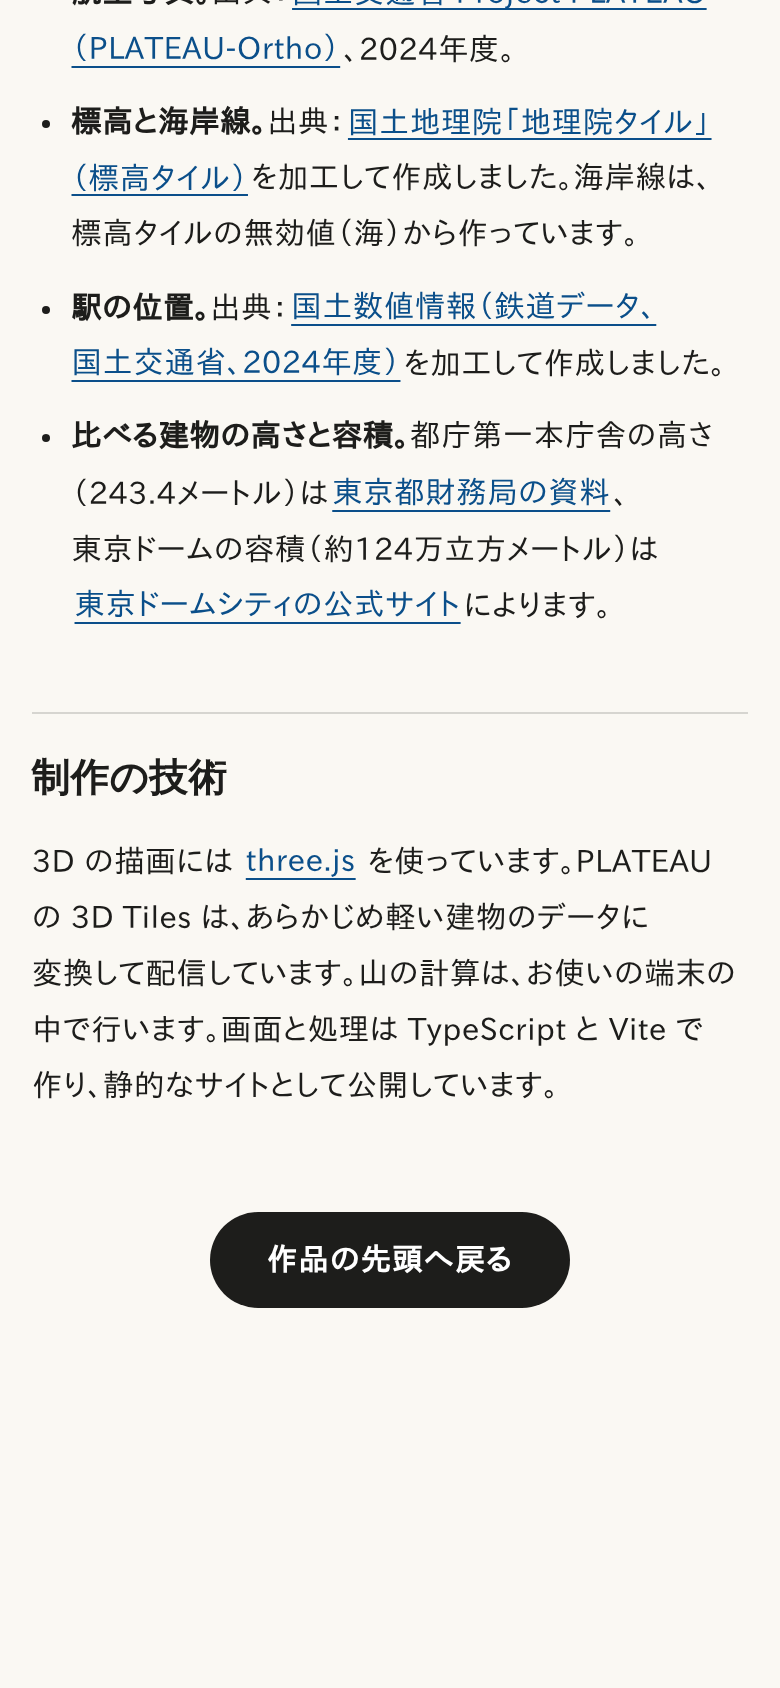 航空写真。出典：国土交通省 Project PLATEAU
（PLATEAU-Ortho）、2024年度。
• 標高と海岸線。出典：国土地理院「地理院タイル」
（標高タイル）を加工して作成しました。海岸線は、
標高タイルの無効値（海）から作っています。
• 駅の位置。出典：国土数値情報（鉄道データ、
国土交通省、2024年度）を加工して作成しました。
• 比べる建物の高さと容積。都庁第一本庁舎の高さ
（243.4メートル）は東京都財務局の資料、
東京ドームの容積（約124万立方メートル）は
東京ドームシティの公式サイトによります。
制作の技術
3D の描画には three.js を使っています。PLATEAU
の 3D Tiles は、あらかじめ軽い建物のデータに
変換して配信しています。山の計算は、お使いの端末の
中で行います。画面と処理は TypeScript と Vite で
作り、静的なサイトとして公開しています。
作品の先頭へ戻る